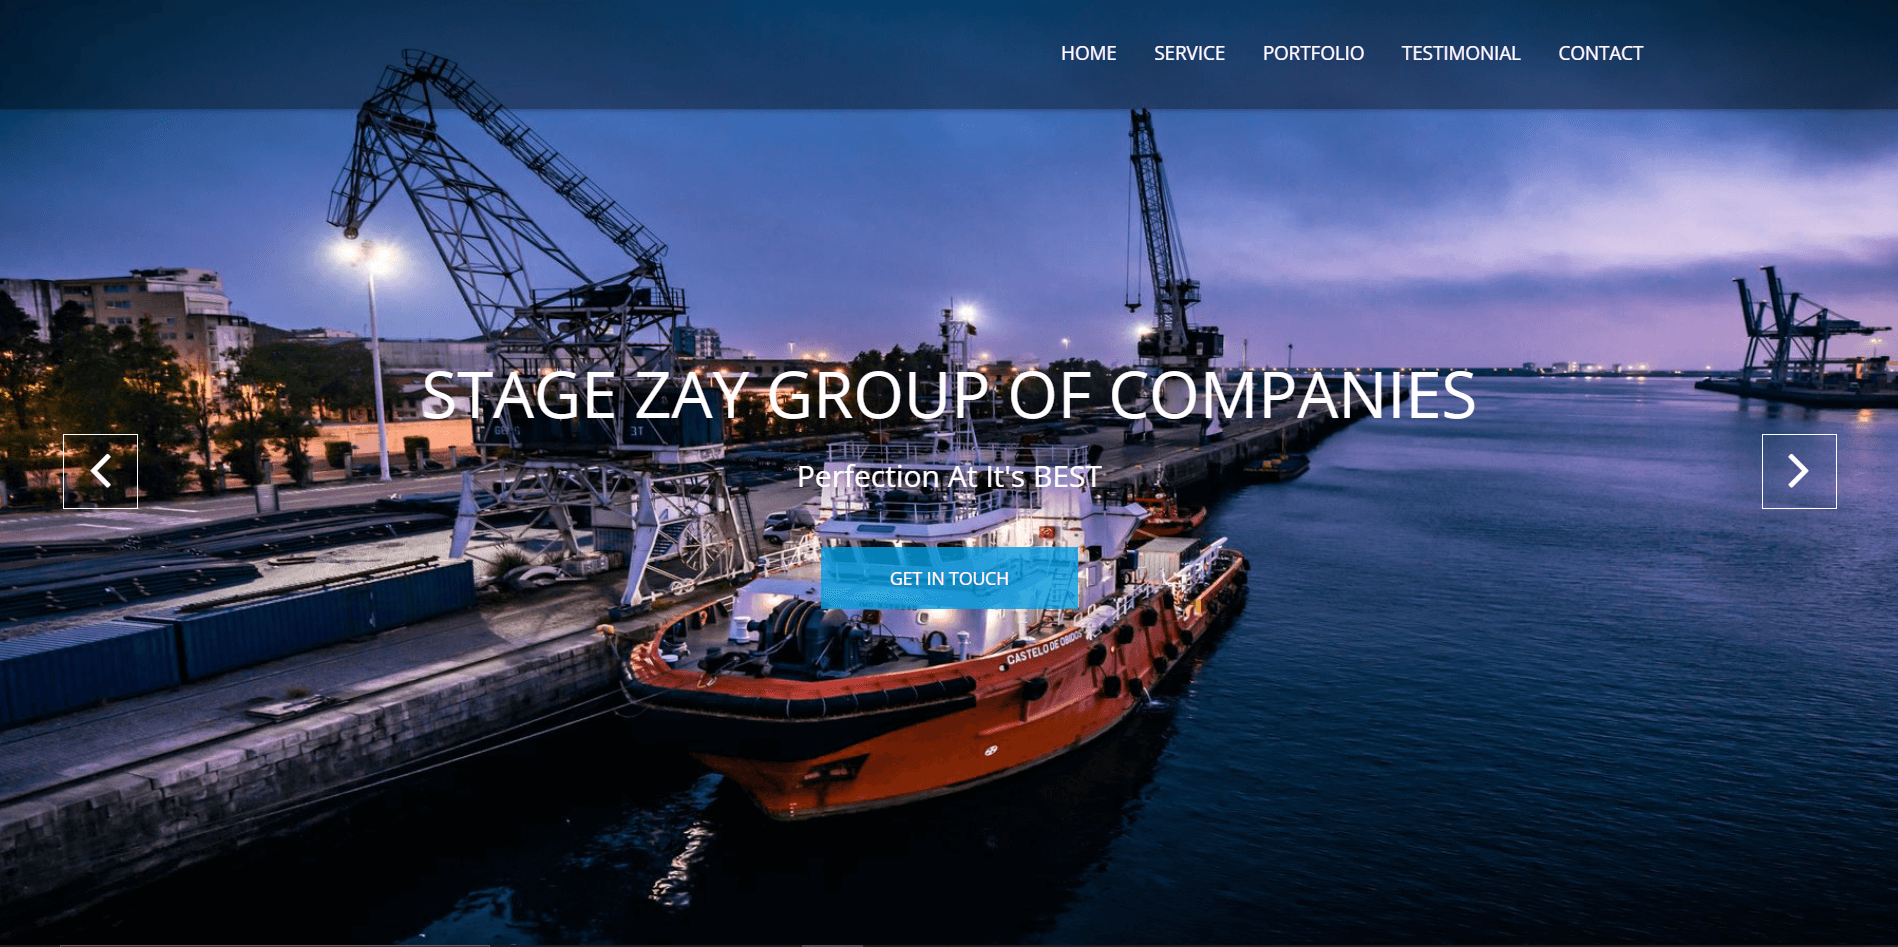 HOME SERVICE PORTFOLIO TESTIMONIAL CONTACT
STAGE ZAY GROUP OF COMPANIES
Perfection At It's BEST
GET IN TOUCH
CASTELO DE OBIDOS